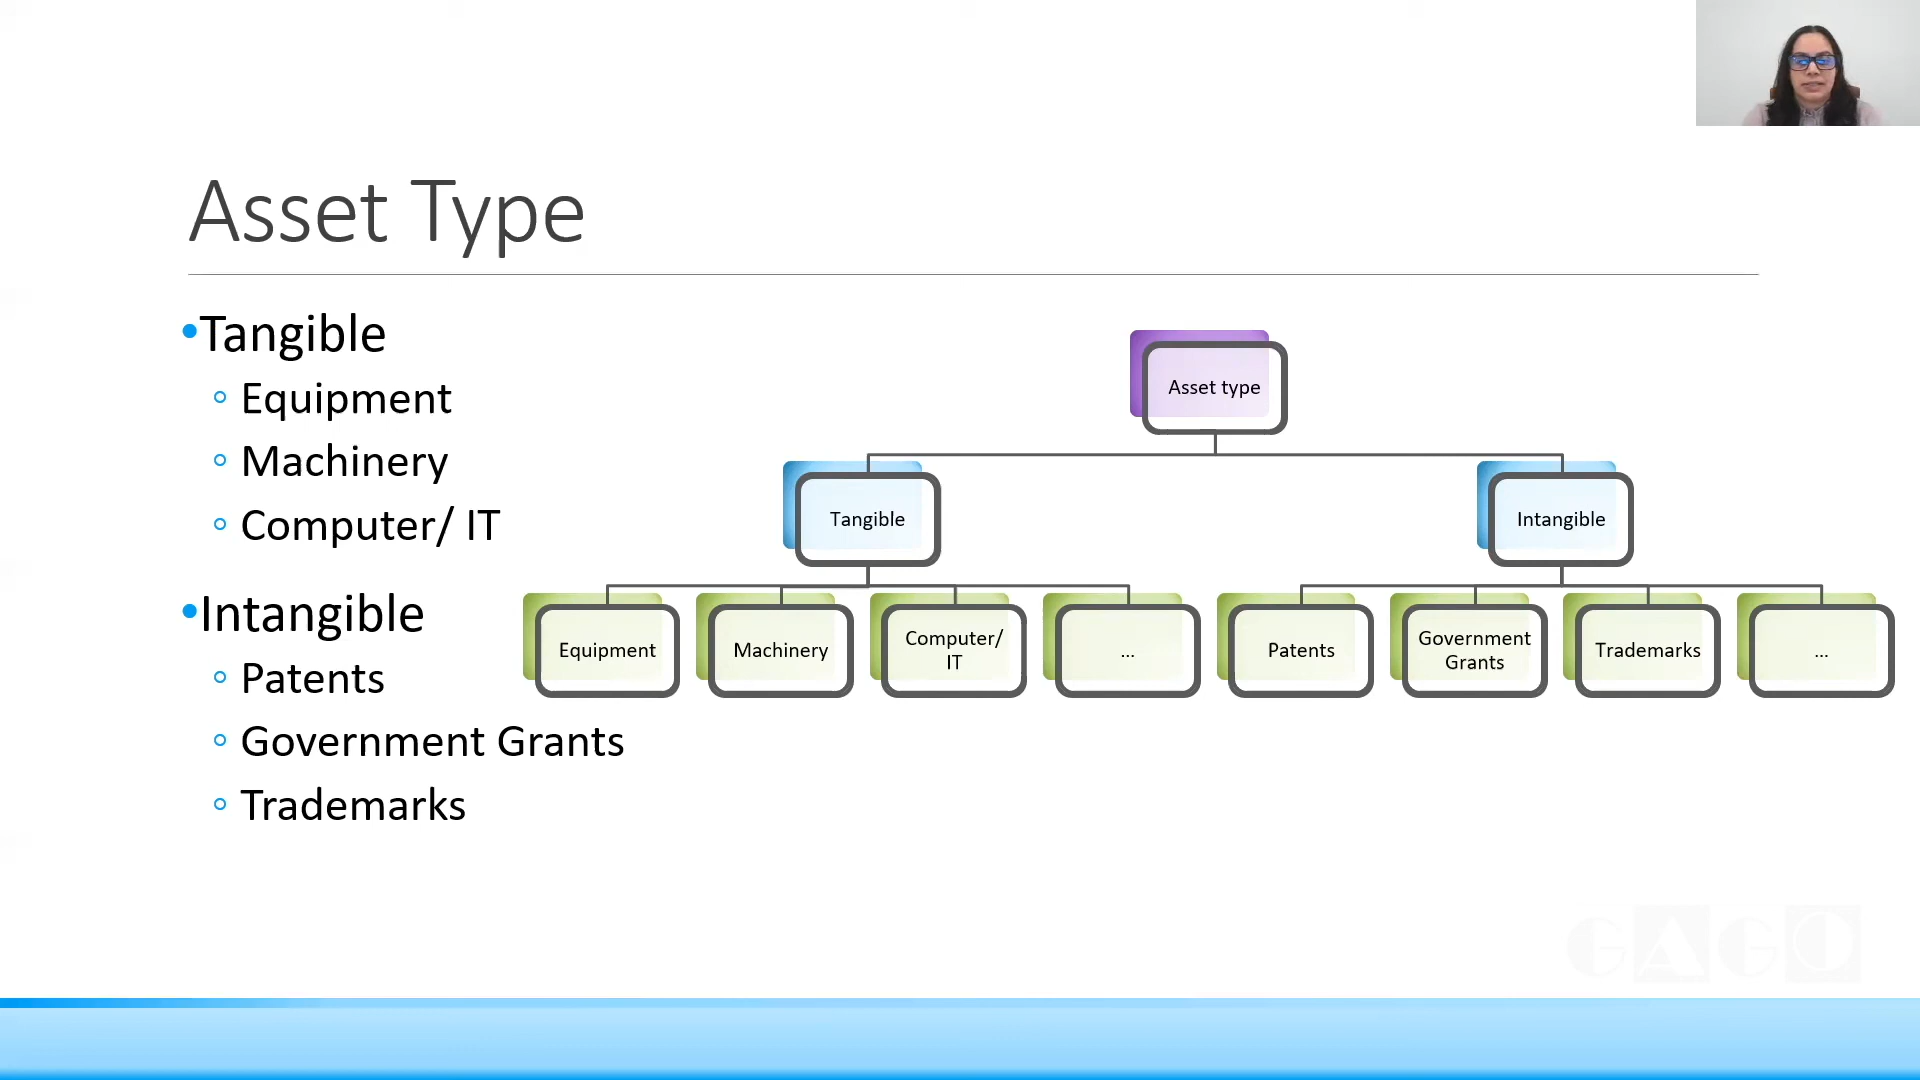 Asset Type
•Tangible
Equipment
Machinery
Computer/ IT
•Intangible
Patents
Government Grants
Trademarks
Asset type
Tangible
Intangible
Equipment
Machinery
Computer/
IT
...
Patents
Government
Grants
Trademarks
...
GAGO